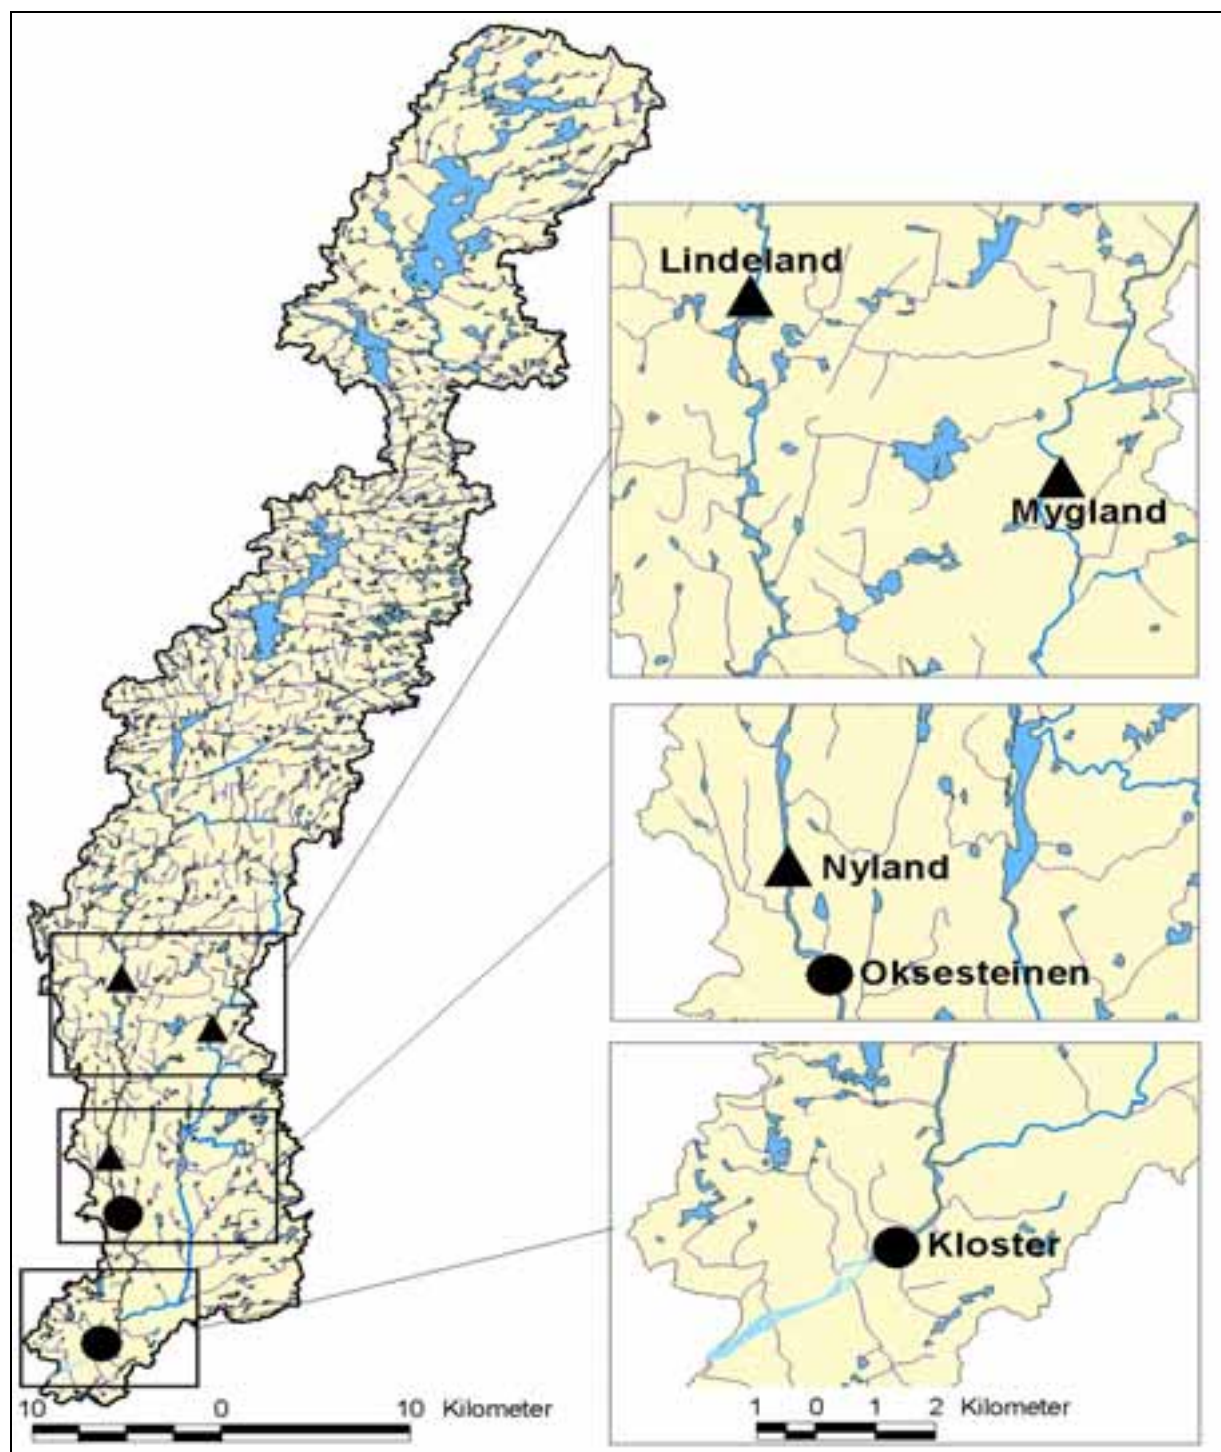 Lindeland
Mygland
Nyland
Oksesteinen
Kloster
10 0 10 Kilometer
1 0 1 2 Kilometer